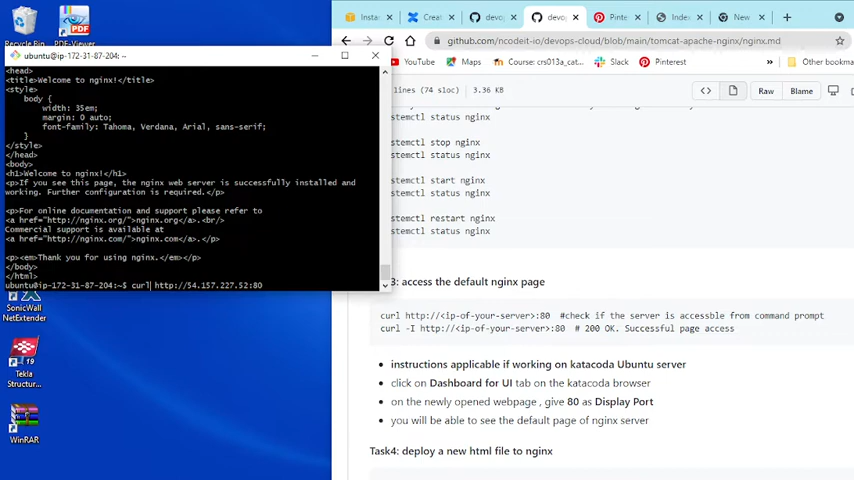 Recycle Bin
PDF-Viewer
ubuntu@ip-172-31-87-204: ~
<head>
<title>Welcome to nginx!</title>
<style>
body {
width: 35em;
margin: 0 auto;
font-family: Tahoma, Verdana, Arial, sans-serif;
}
</style>
</head>
<body>
<h1>Welcome to nginx!</h1>
<p>If you see this page, the nginx web server is successfully installed and
working. Further configuration is required.</p>
<p>For online documentation and support please refer to
<a href="http://nginx.org/">nginx.org</a>.<br/>
Commercial support is available at
<a href="http://nginx.com/">nginx.com</a>.</p>
<p><em>Thank you for using nginx.</em></p>
</body>
</html>
ubuntu@ip-172-31-87-204:~$ curl http://54.157.227.52:80
SonicWall
NetExtender
19
Tekla
Structur...
WinRAR
Insta
Creat
devo
devo
Pinte
Index
New
github.com/ncodeit-io/devops-cloud/blob/main/tomcat-apache-nginx/nginx.md
YouTube
Maps
Course: crs013a_ca...
Slack
Pinterest
»
Other bookma
lines (74 sloc)
3.36 KB
Raw
Blame
stemctl status nginx
stemctl stop nginx
stemctl status nginx
stemctl start nginx
stemctl status nginx
stemctl restart nginx
stemctl status nginx
3: access the default nginx page
curl http://<ip-of-your-server>:80 #check if the server is accessble from command prompt
curl -I http://<ip-of-your-server>:80 # 200 OK. Successful page access
• instructions applicable if working on katacoda Ubuntu server
• click on Dashboard for UI tab on the katacoda browser
• on the newly opened webpage , give 80 as Display Port
• you will be able to see the default page of nginx server
Task4: deploy a new html file to nginx